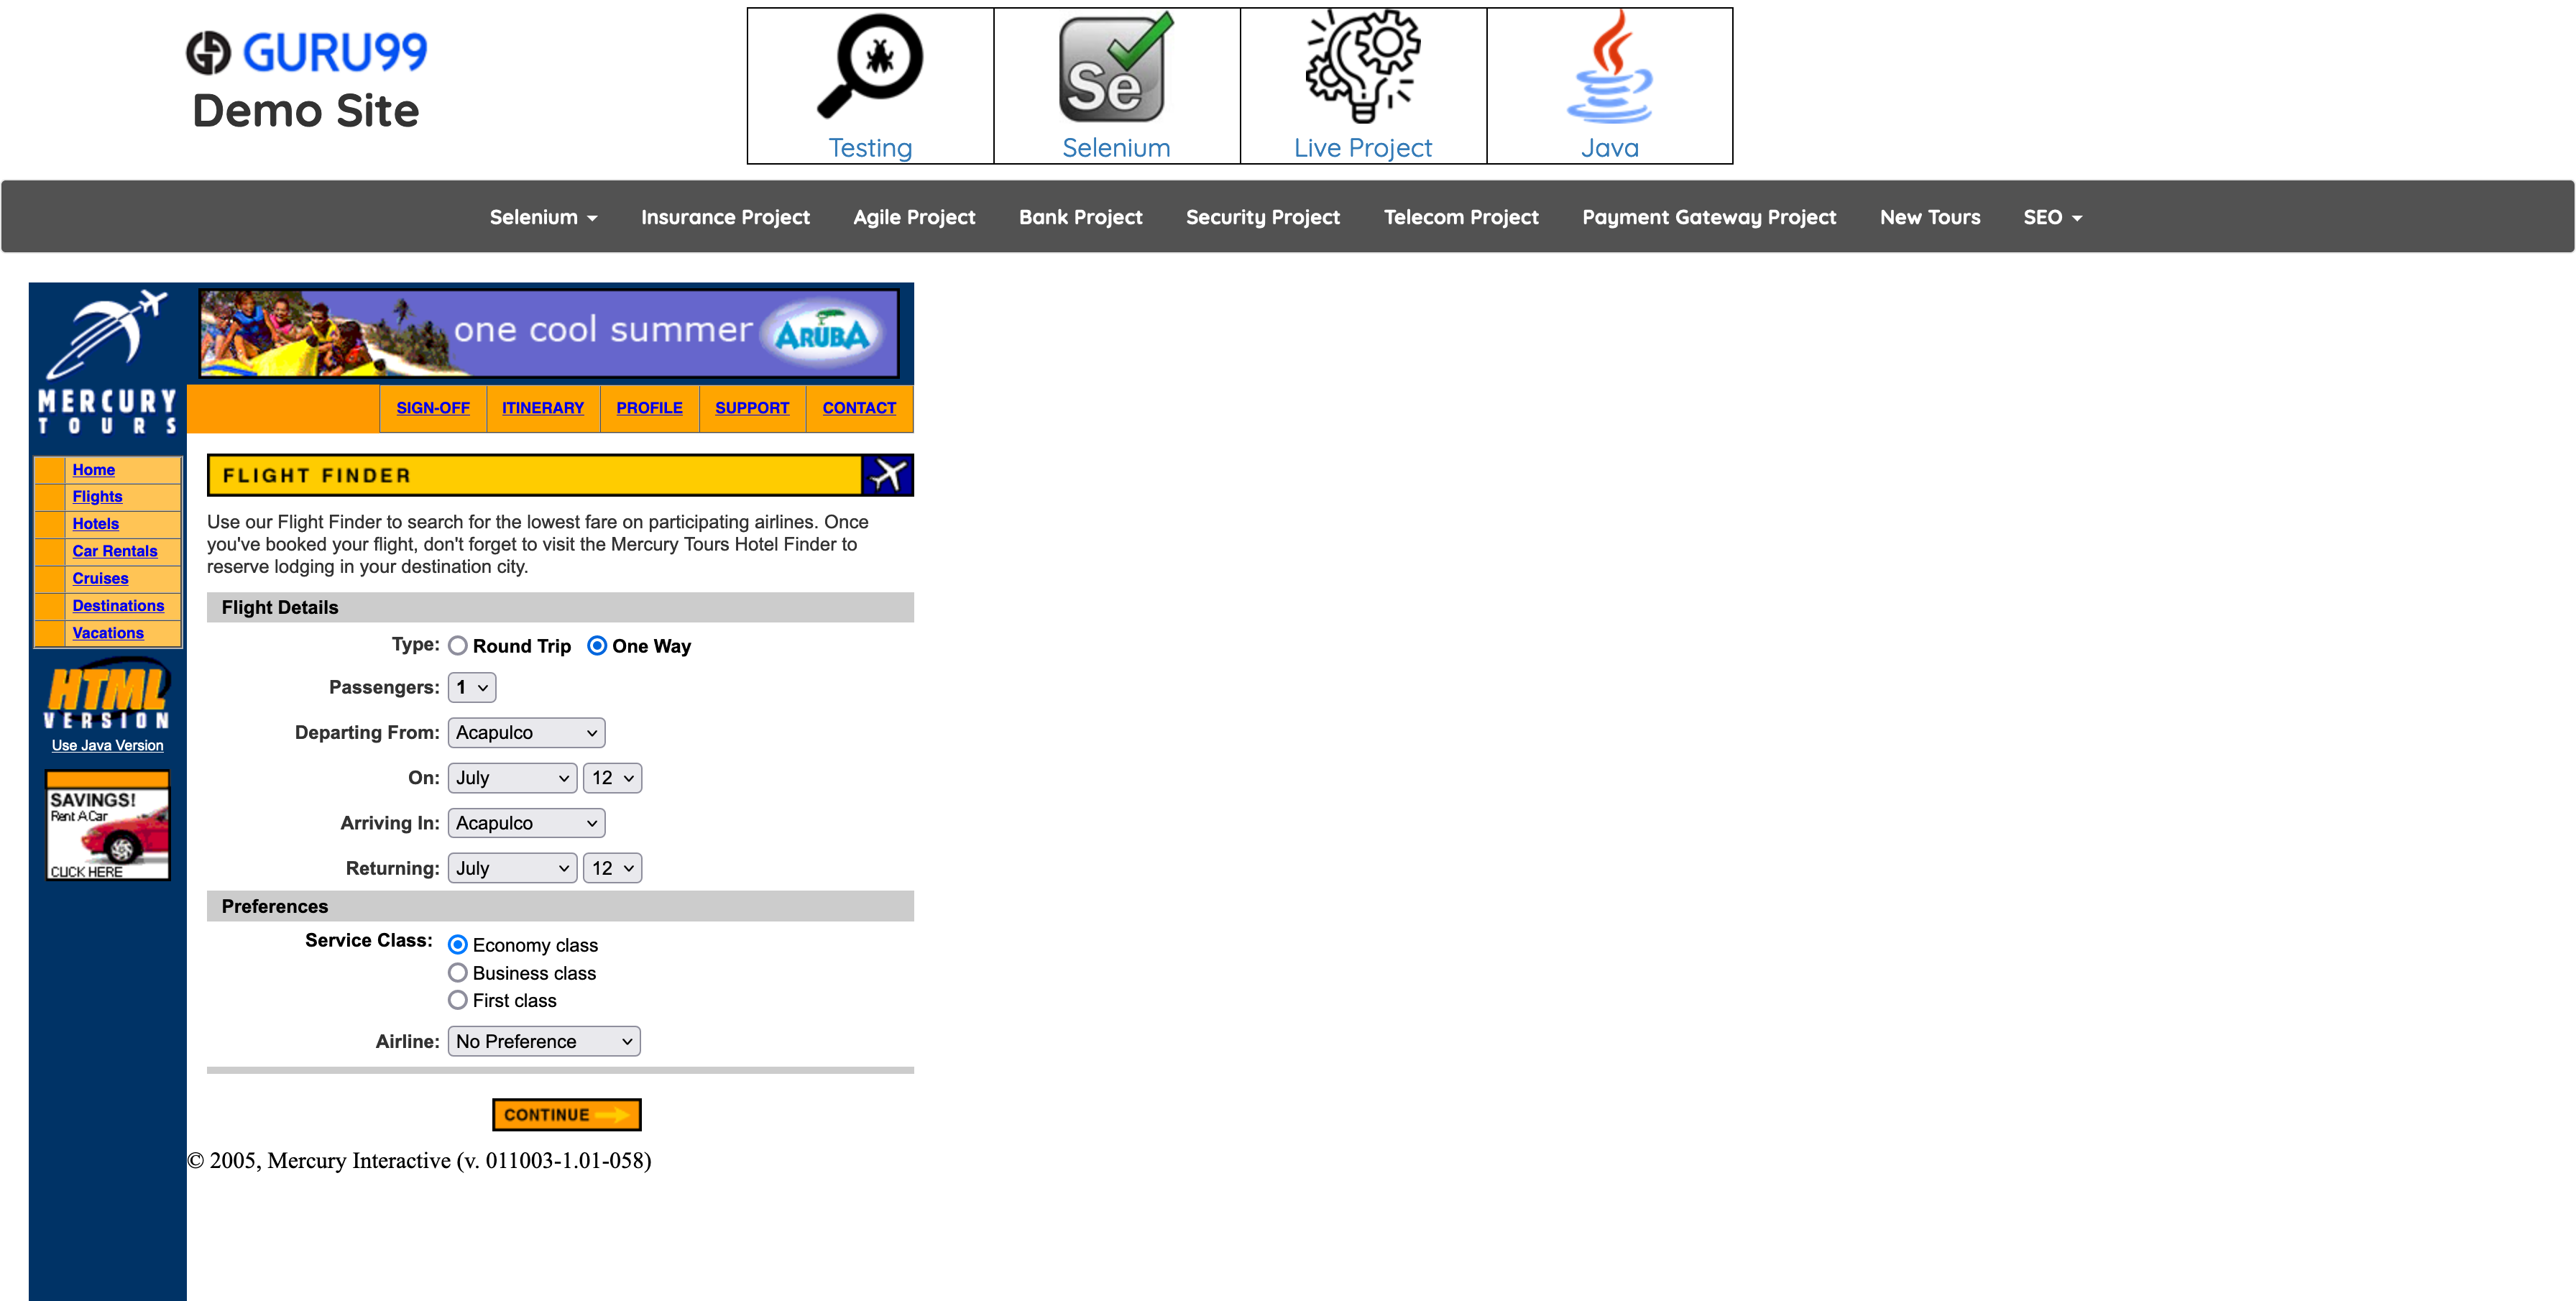 GURU99
Demo Site
Se
Testing
Selenium
Live Project
Java
Selenium
Insurance Project
Agile Project
Bank Project
Security Project
Telecom Project
Payment Gateway Project
New Tours
SEO
MERCURY
TOURS
one cool summer
ARUBA
SIGN-OFF
ITINERARY
PROFILE
SUPPORT
CONTACT
Home
Flights
Hotels
Car Rentals
Cruises
Destinations
Vacations
HTML
VERSION
Use Java Version
SAVINGS!
Rent A Car
CLICK HERE
FLIGHT FINDER
Use our Flight Finder to search for the lowest fare on participating airlines. Once
you've booked your flight, don't forget to visit the Mercury Tours Hotel Finder to
reserve lodging in your destination city.
Flight Details
Type: Round Trip One Way
Passengers: 1
Departing From: Acapulco
On: July 12
Arriving In: Acapulco
Returning: July 12
Preferences
Service Class: Economy class
Business class
First class
Airline: No Preference
CONTINUE
© 2005, Mercury Interactive (v. 011003-1.01-058)